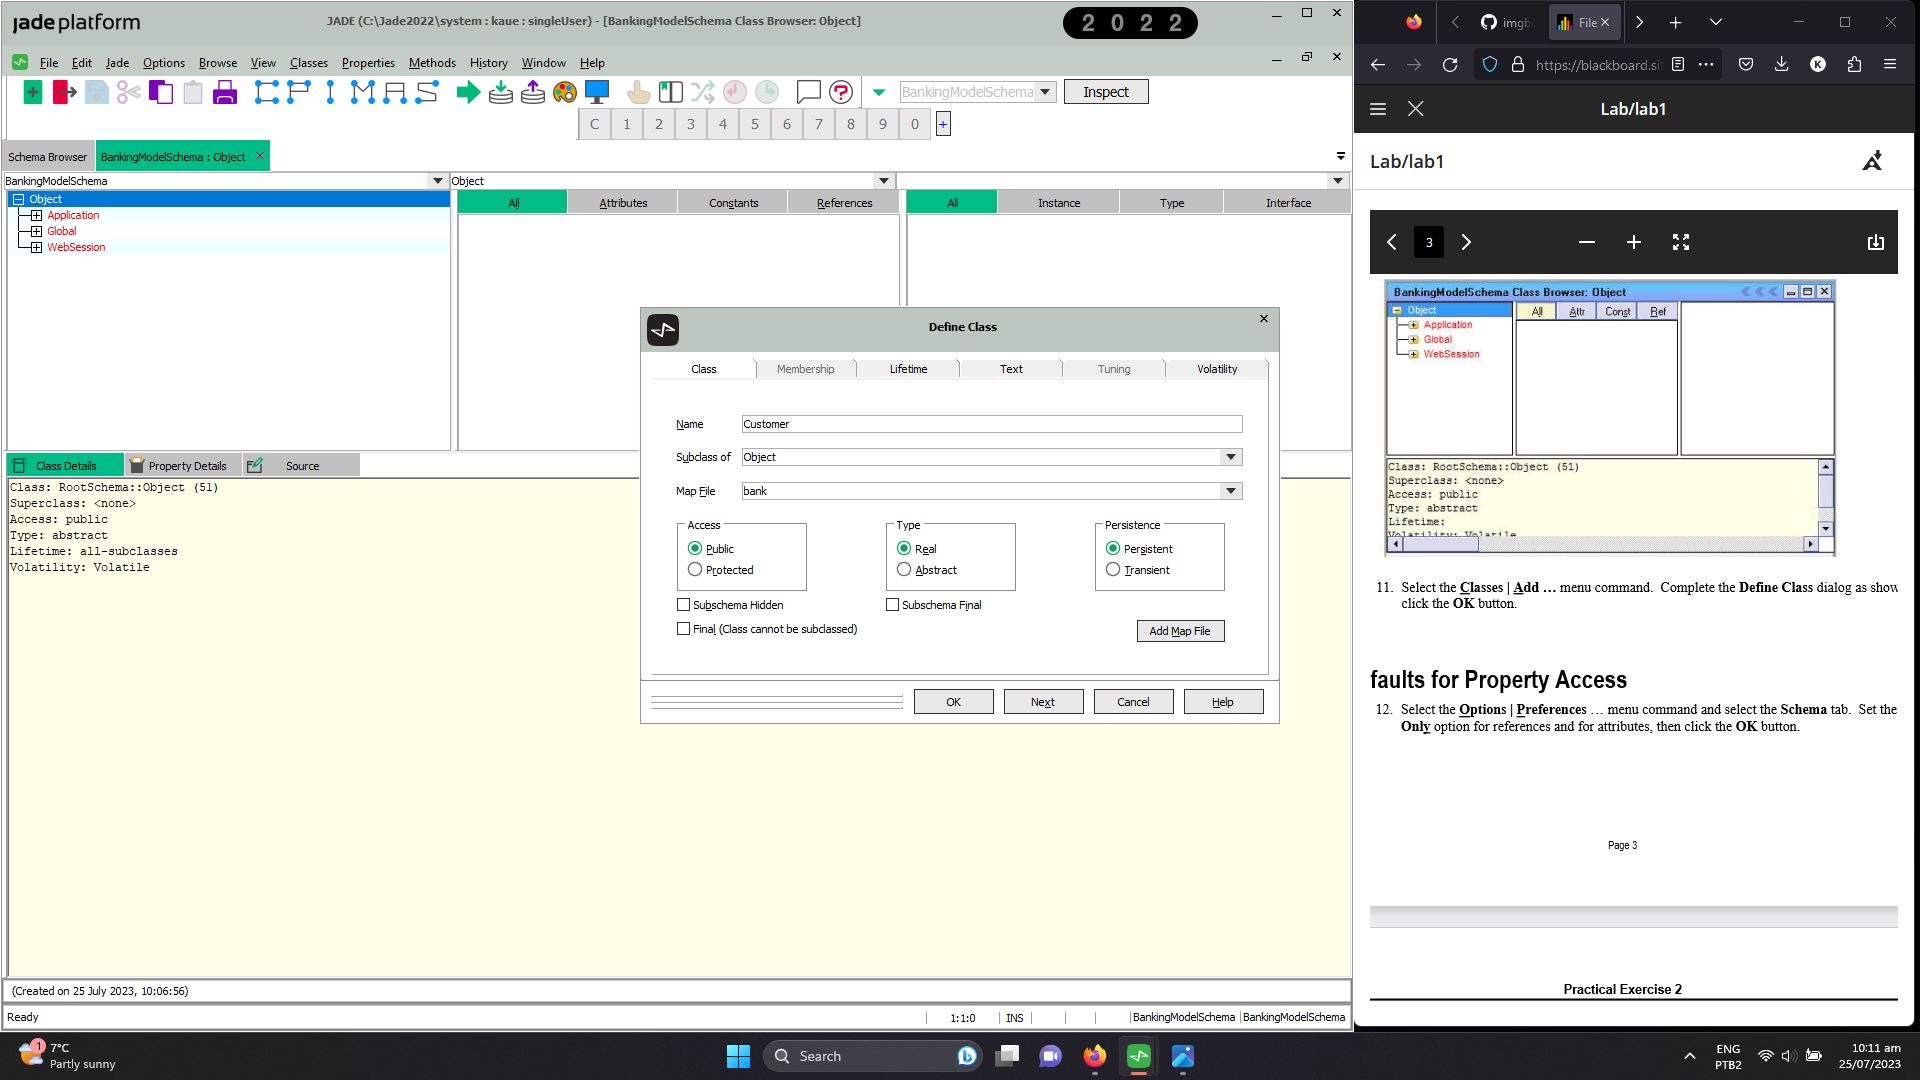 jade platform
JADE (C:\Jade2022\system : kaue : singleUser) - [BankingModelSchema Class Browser: Object]
2022
File Edit Jade Options Browse View Classes Properties Methods History Window Help
BankingModelSchema
Inspect
C 1 2 3 4 5 6 7 8 9 0 +
Schema Browser
BankingModelSchema : Object
BankingModelSchema
Object
Object
Application
Global
WebSession
All Attributes Constants References
All Instance Type Interface
Define Class
Class Membership Lifetime Text Tuning Volatility
Name Customer
Subclass of Object
Map File bank
Access
Public
Protected
Type
Real
Abstract
Persistence
Persistent
Transient
Subschema Hidden
Subschema Final
Final (Class cannot be subclassed)
Add Map File
OK Next Cancel Help
Class Details Property Details Source
Class: RootSchema::Object (51)
Superclass: <none>
Access: public
Type: abstract
Lifetime: all-subclasses
Volatility: Volatile
(Created on 25 July 2023, 10:06:56)
Ready
1:1:0
INS
BankingModelSchema
BankingModelSchema
imgb
File
https://blackboard.si
K
Lab/lab1
Lab/lab1
3
BankingModelSchema Class Browser: Object
Object
Application
Global
WebSession
All Attr Const Ref
Class: RootSchema::Object (51)
Superclass: <none>
Access: public
Type: abstract
Lifetime:
Volatility: Volatile
11. Select the Classes | Add … menu command. Complete the Define Class dialog as show
click the OK button.
faults for Property Access
12. Select the Options | Preferences … menu command and select the Schema tab. Set the
Only option for references and for attributes, then click the OK button.
Page 3
Practical Exercise 2
1
7°C
Partly sunny
Search
ENG
PTB2
10:11 am
25/07/2023